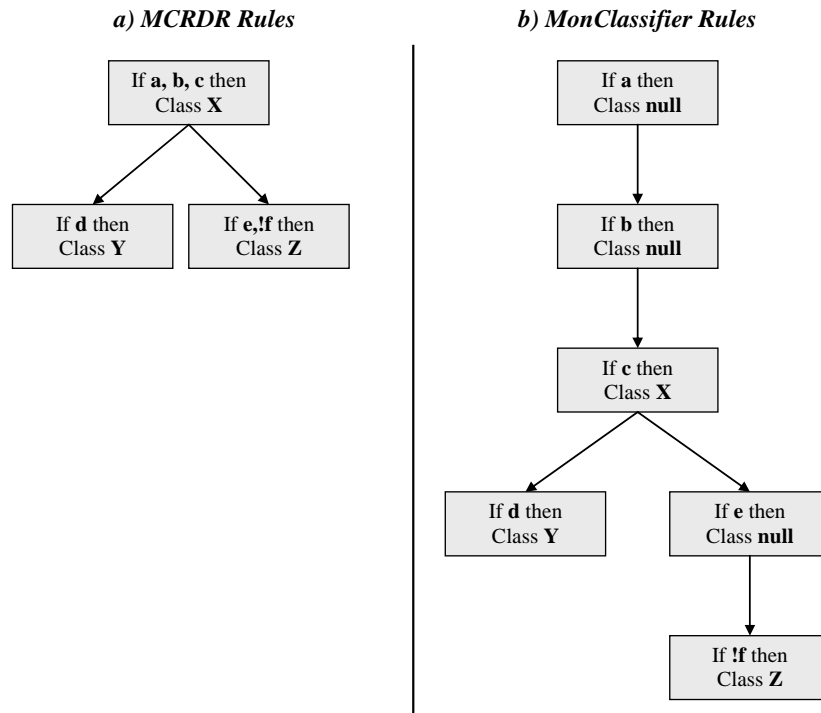 a) MCRDR Rules
If a, b, c then
Class X
If d then
Class Y
If e,!f then
Class Z
b) MonClassifier Rules
If a then
Class null
If b then
Class null
If c then
Class X
If d then
Class Y
If e then
Class null
If !f then
Class Z